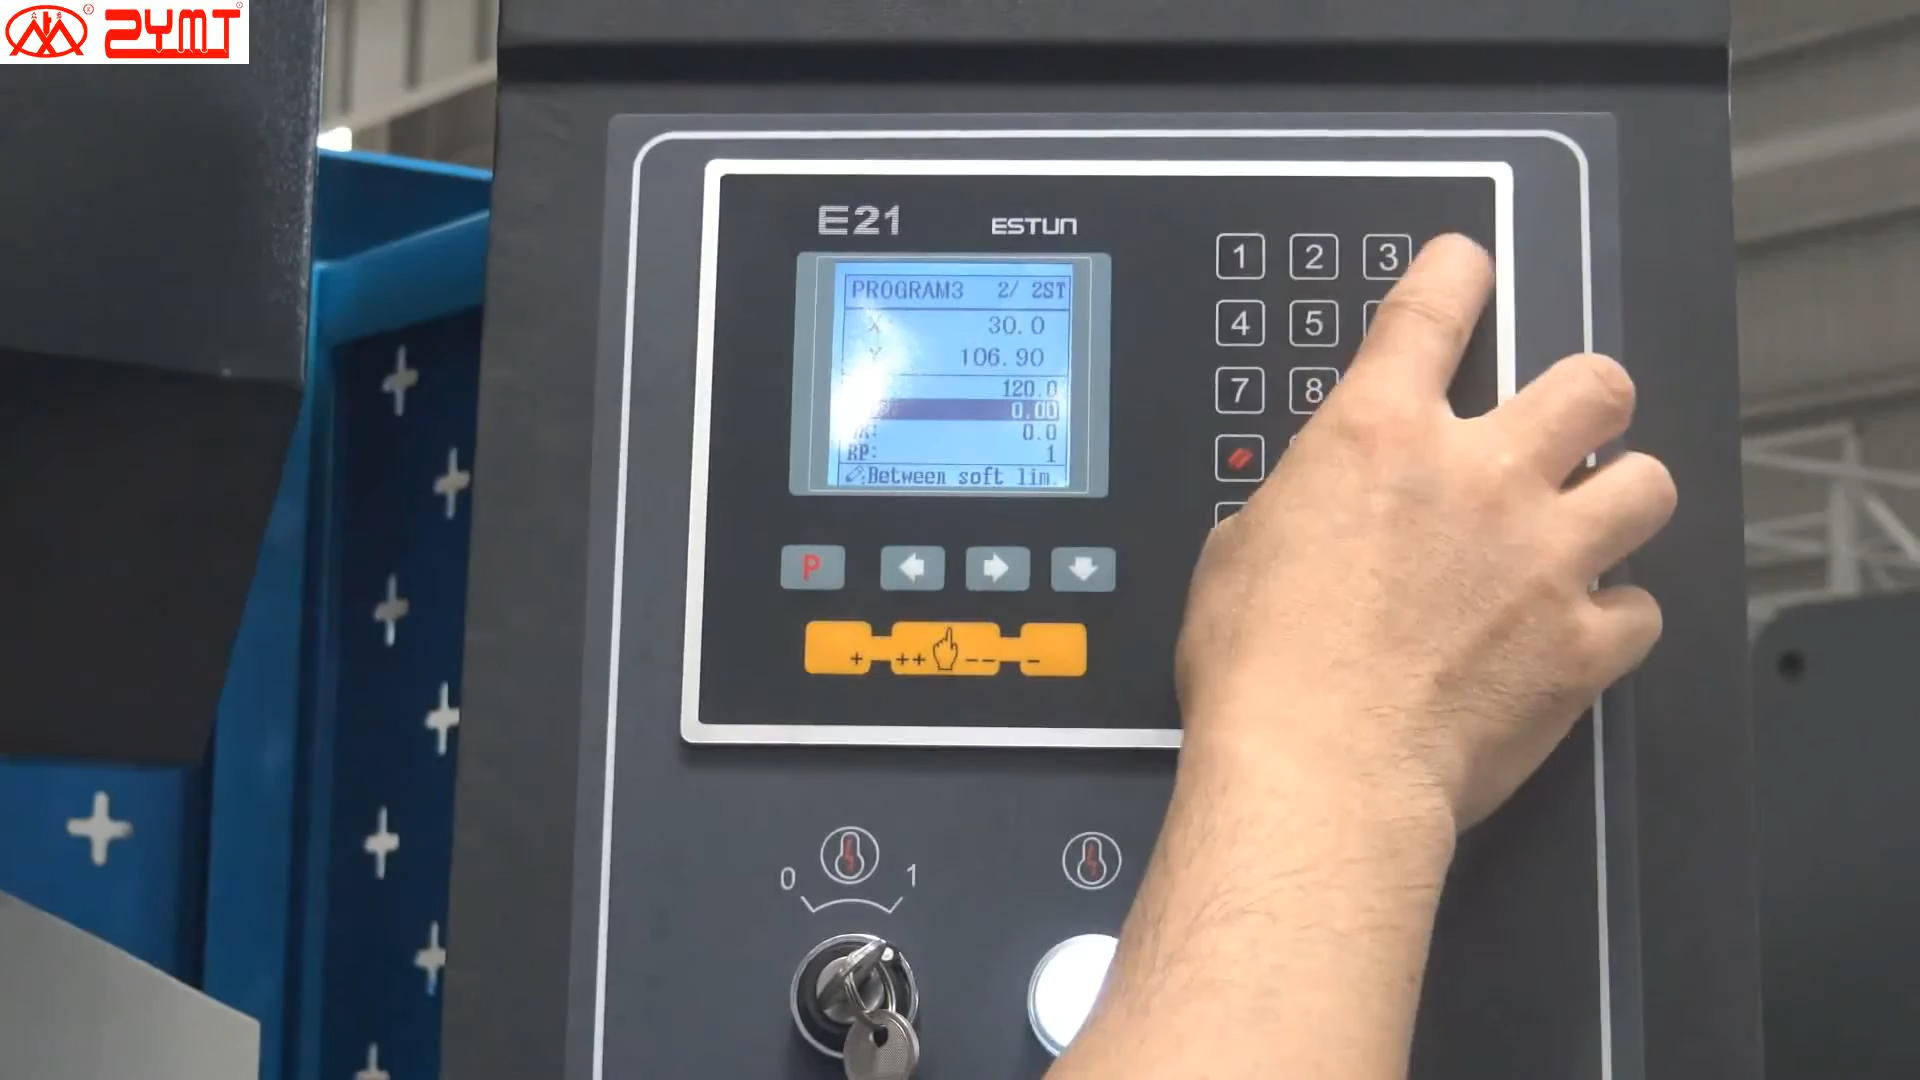 ZYMT
E21 ESTUN
PROGRAM3 2/ 2ST
X 30.0
Y 106.90
120.0
0.00
0.0
RP: 1
:Between soft lim.
1 2 3
4 5
7 8
P
+ ++ -- -
0 1